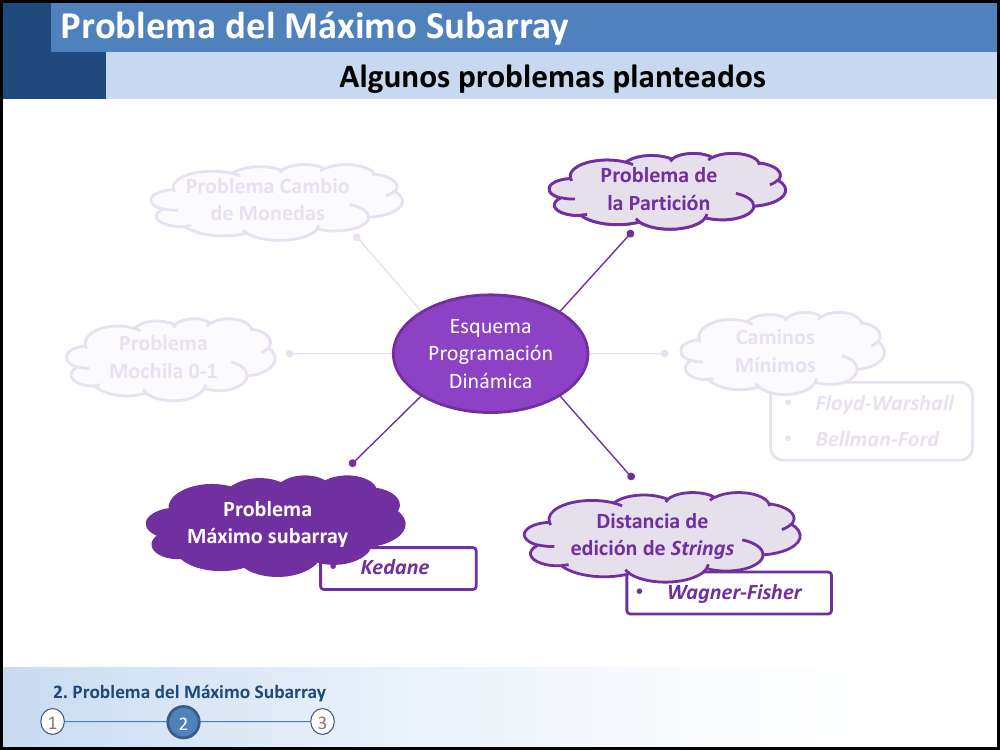 Problema del Máximo Subarray
Algunos problemas planteados
Problema Cambio
de Monedas
Problema de
la Partición
Esquema
Programación
Dinámica
Problema
Mochila 0-1
Caminos
Mínimos
• Floyd-Warshall
• Bellman-Ford
Problema
Máximo subarray
• Kedane
Distancia de
edición de Strings
• Wagner-Fisher
2. Problema del Máximo Subarray
1 2 3